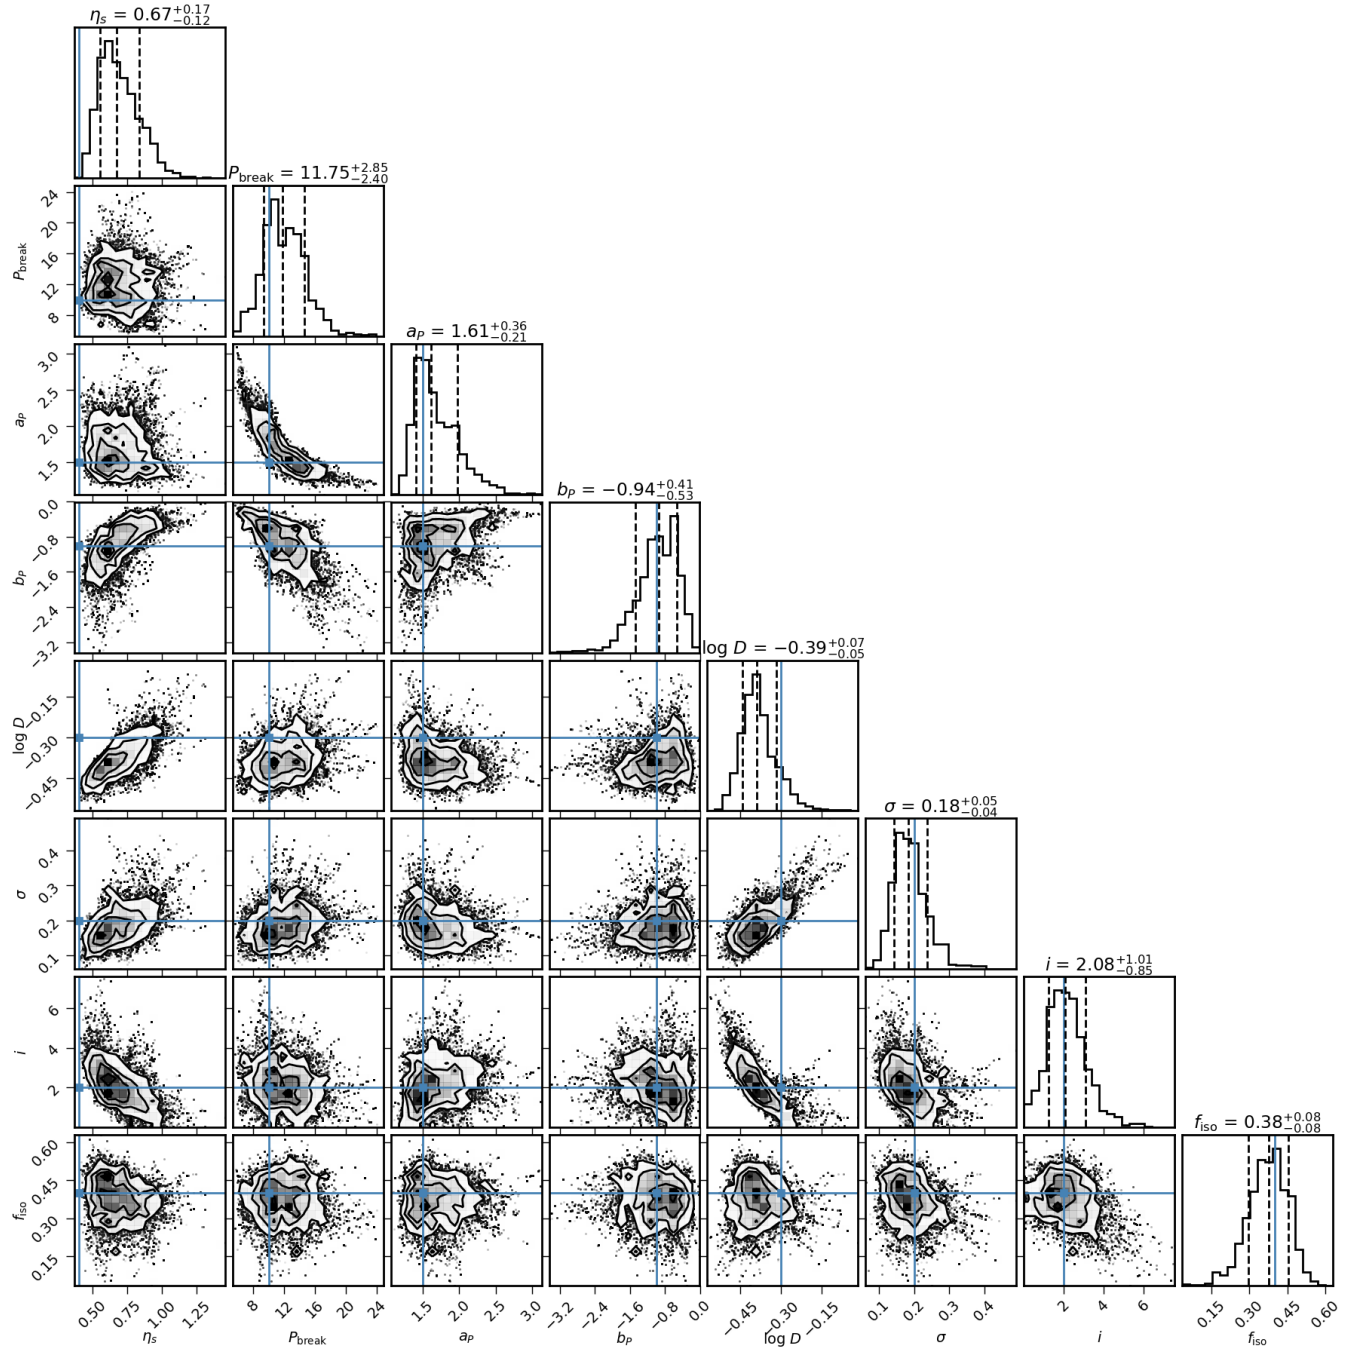 η_s = 0.67^{+0.17}_{−0.12}
P_break = 11.75^{+2.85}_{−2.40}
24
20
16
12
8
P_break
a_P = 1.61^{+0.36}_{−0.21}
3.0
2.5
2.0
1.5
a_P
b_P = −0.94^{+0.41}_{−0.53}
0.0
−0.8
−1.6
−2.4
−3.2
b_P
log D = −0.39^{+0.07}_{−0.05}
−0.15
−0.30
−0.45
log D
σ = 0.18^{+0.05}_{−0.04}
0.4
0.3
0.2
0.1
σ
i = 2.08^{+1.01}_{−0.85}
6
4
2
i
f_iso = 0.38^{+0.08}_{−0.08}
0.60
0.45
0.30
0.15
f_iso
0.50 0.75 1.00 1.25 8 12 16 20 24 1.5 2.0 2.5 3.0 −3.2 −2.4 −1.6 −0.8 0.0 −0.45 −0.30 −0.15 0.1 0.2 0.3 0.4 2 4 6 0.15 0.30 0.45 0.60
η_s P_break a_P b_P log D σ i f_iso